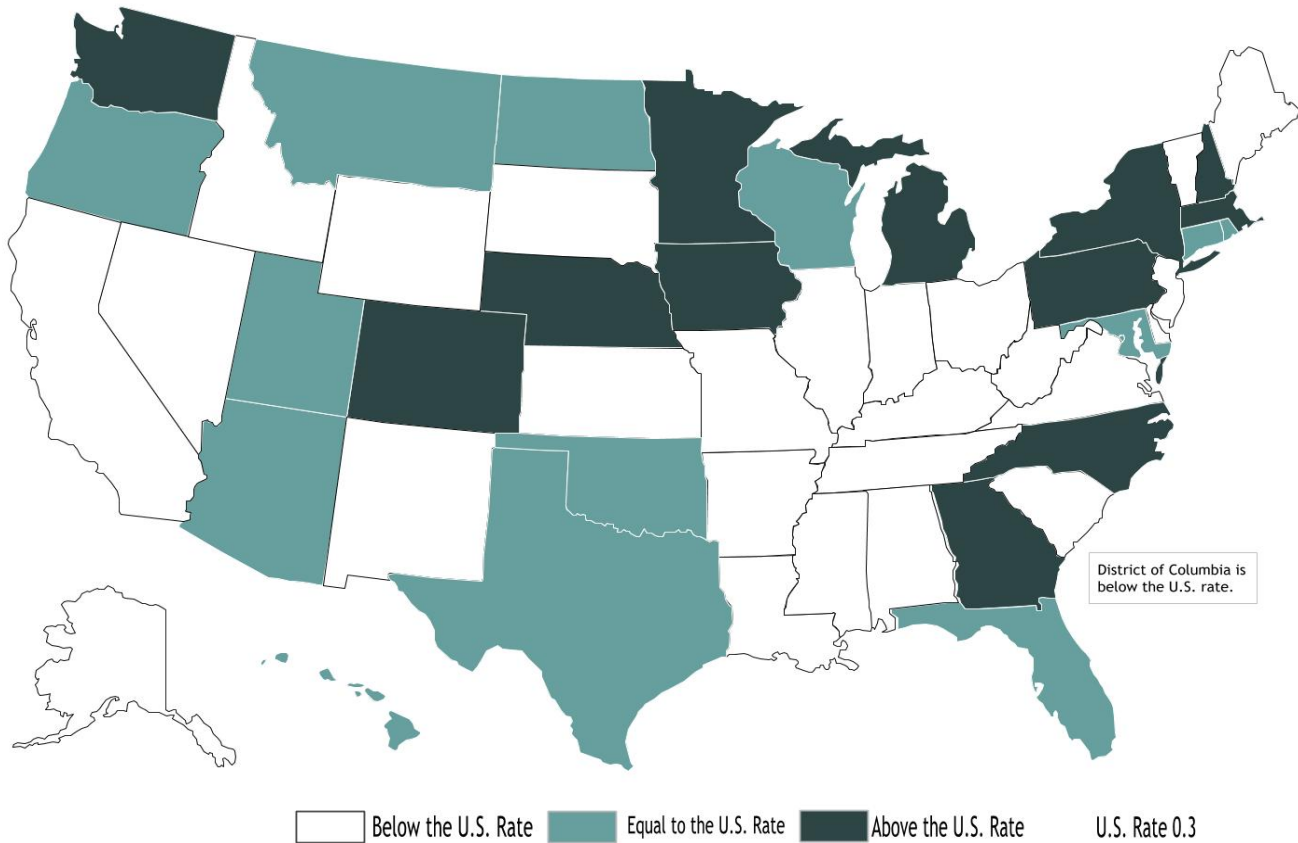 District of Columbia is
below the U.S. rate.
Below the U.S. Rate Equal to the U.S. Rate Above the U.S. Rate U.S. Rate 0.3